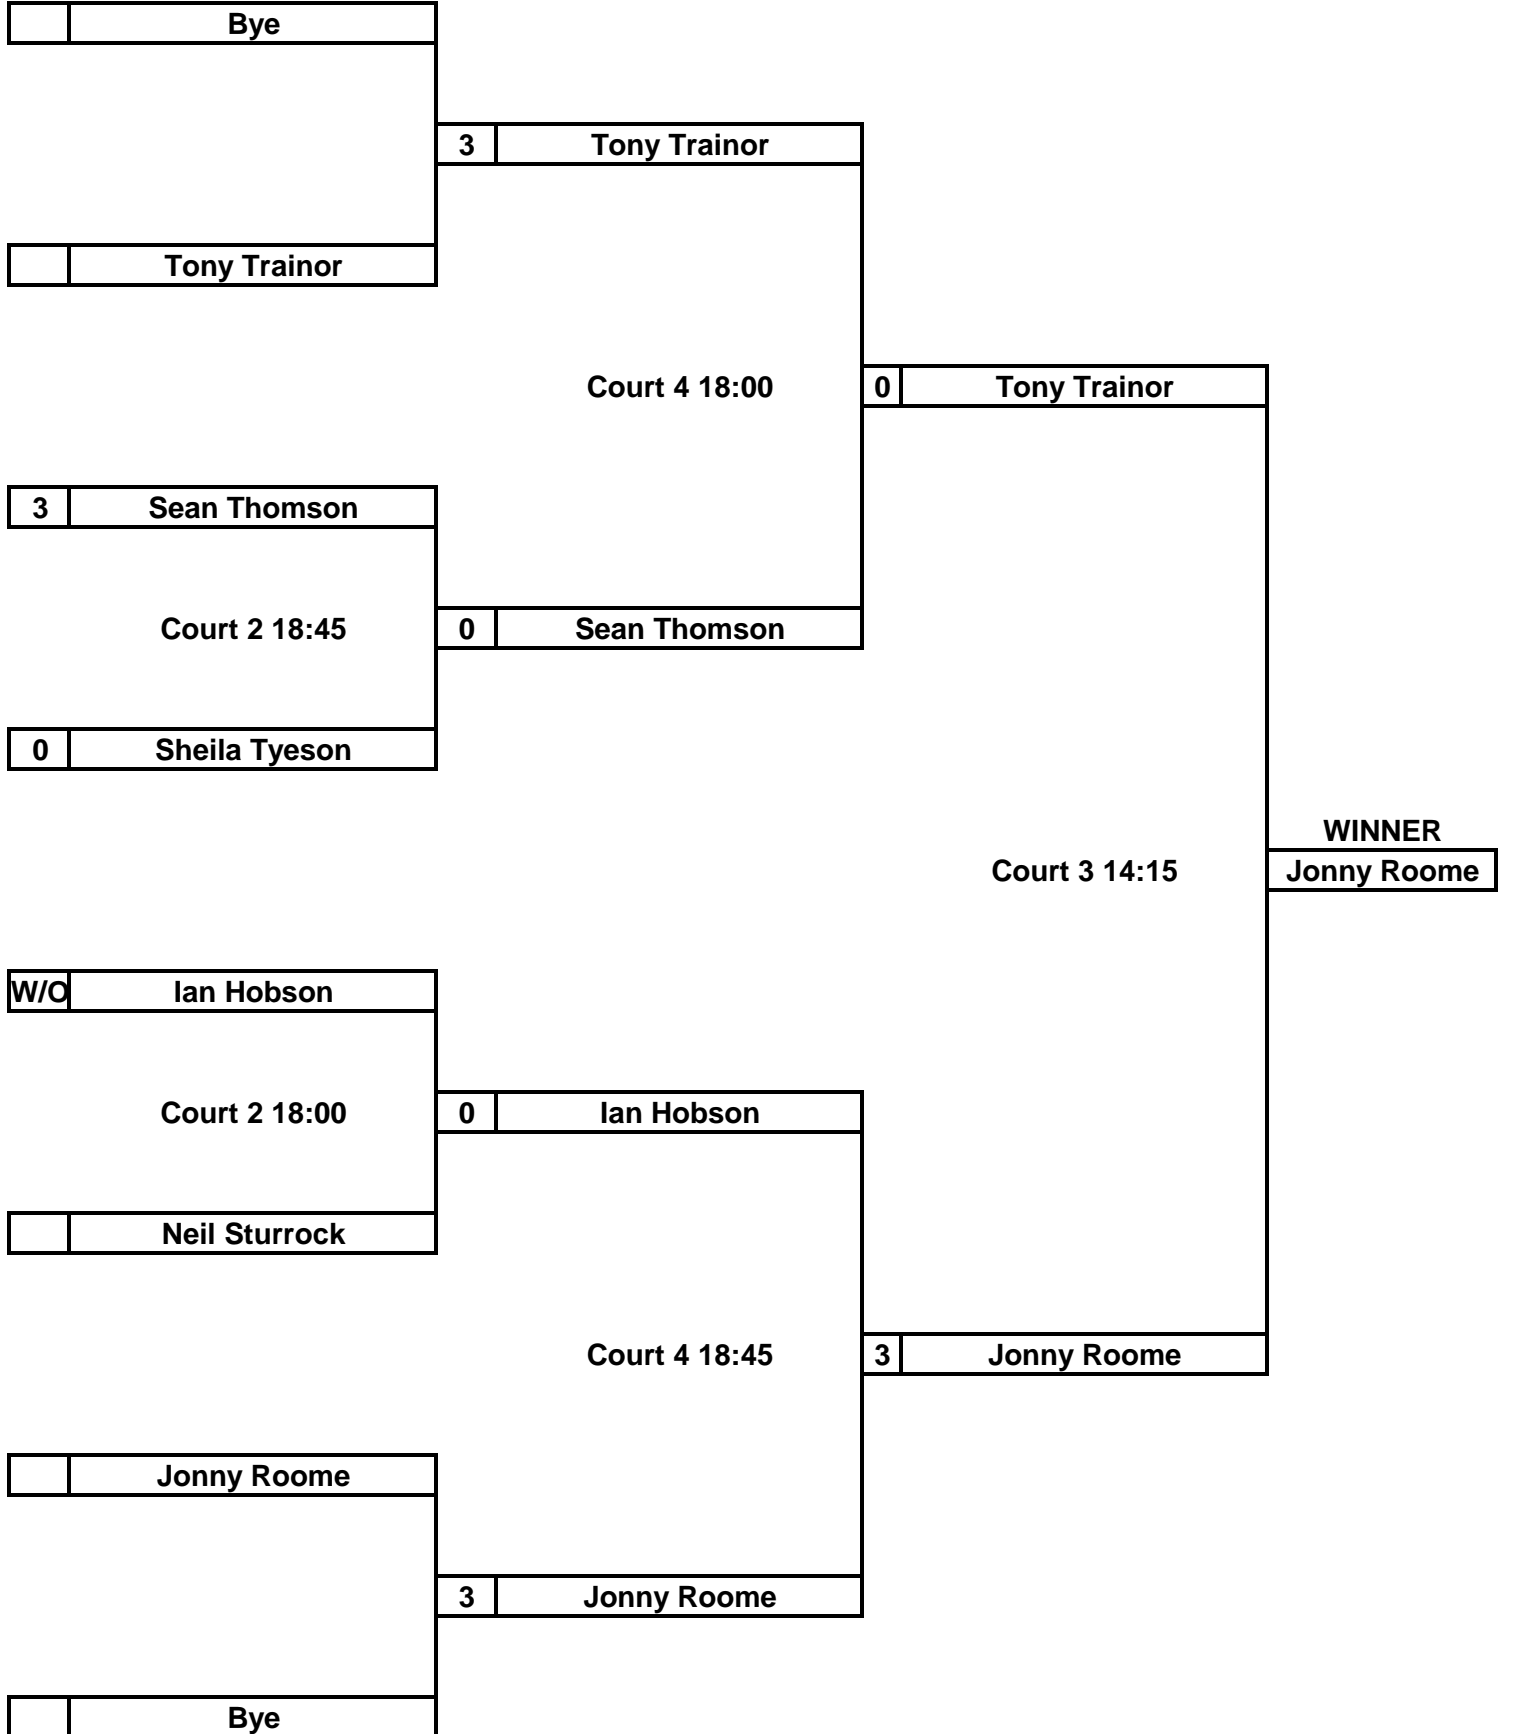 Bye
3 Tony Trainor
Tony Trainor
Court 4 18:00 0 Tony Trainor
3 Sean Thomson
Court 2 18:45 0 Sean Thomson
0 Sheila Tyeson
WINNER
Court 3 14:15 Jonny Roome
W/O Ian Hobson
Court 2 18:00 0 Ian Hobson
Neil Sturrock
Court 4 18:45 3 Jonny Roome
Jonny Roome
3 Jonny Roome
Bye